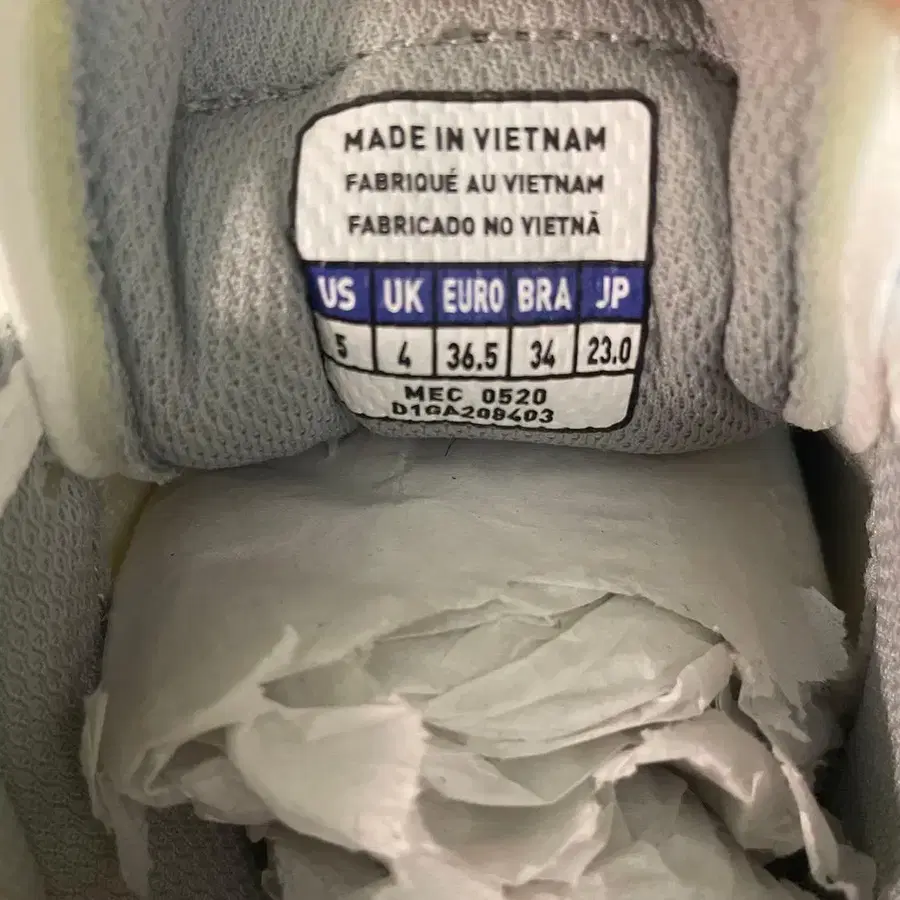 MADE IN VIETNAM
FABRIQUÉ AU VIETNAM
FABRICADO NO VIETNÃ
US UK EURO BRA JP
5 4 36.5 34 23.0
MEC 0520
D1GA208403